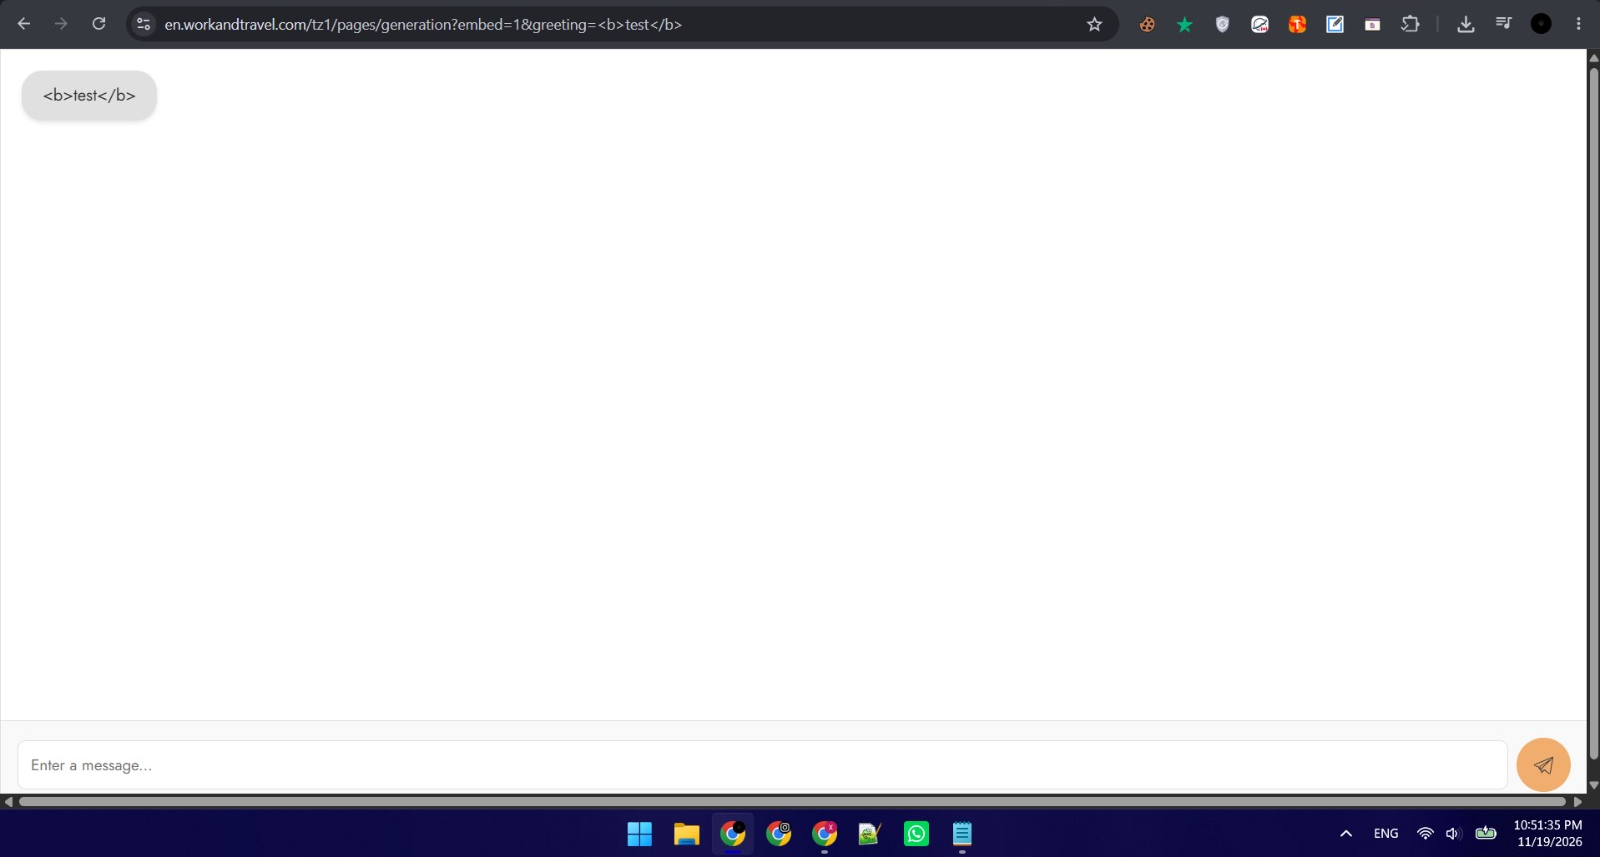 en.workandtravel.com/tz1/pages/generation?embed=1&greeting=<b>test</b>
<b>test</b>
Enter a message...
ENG
10:51:35 PM
11/19/2026